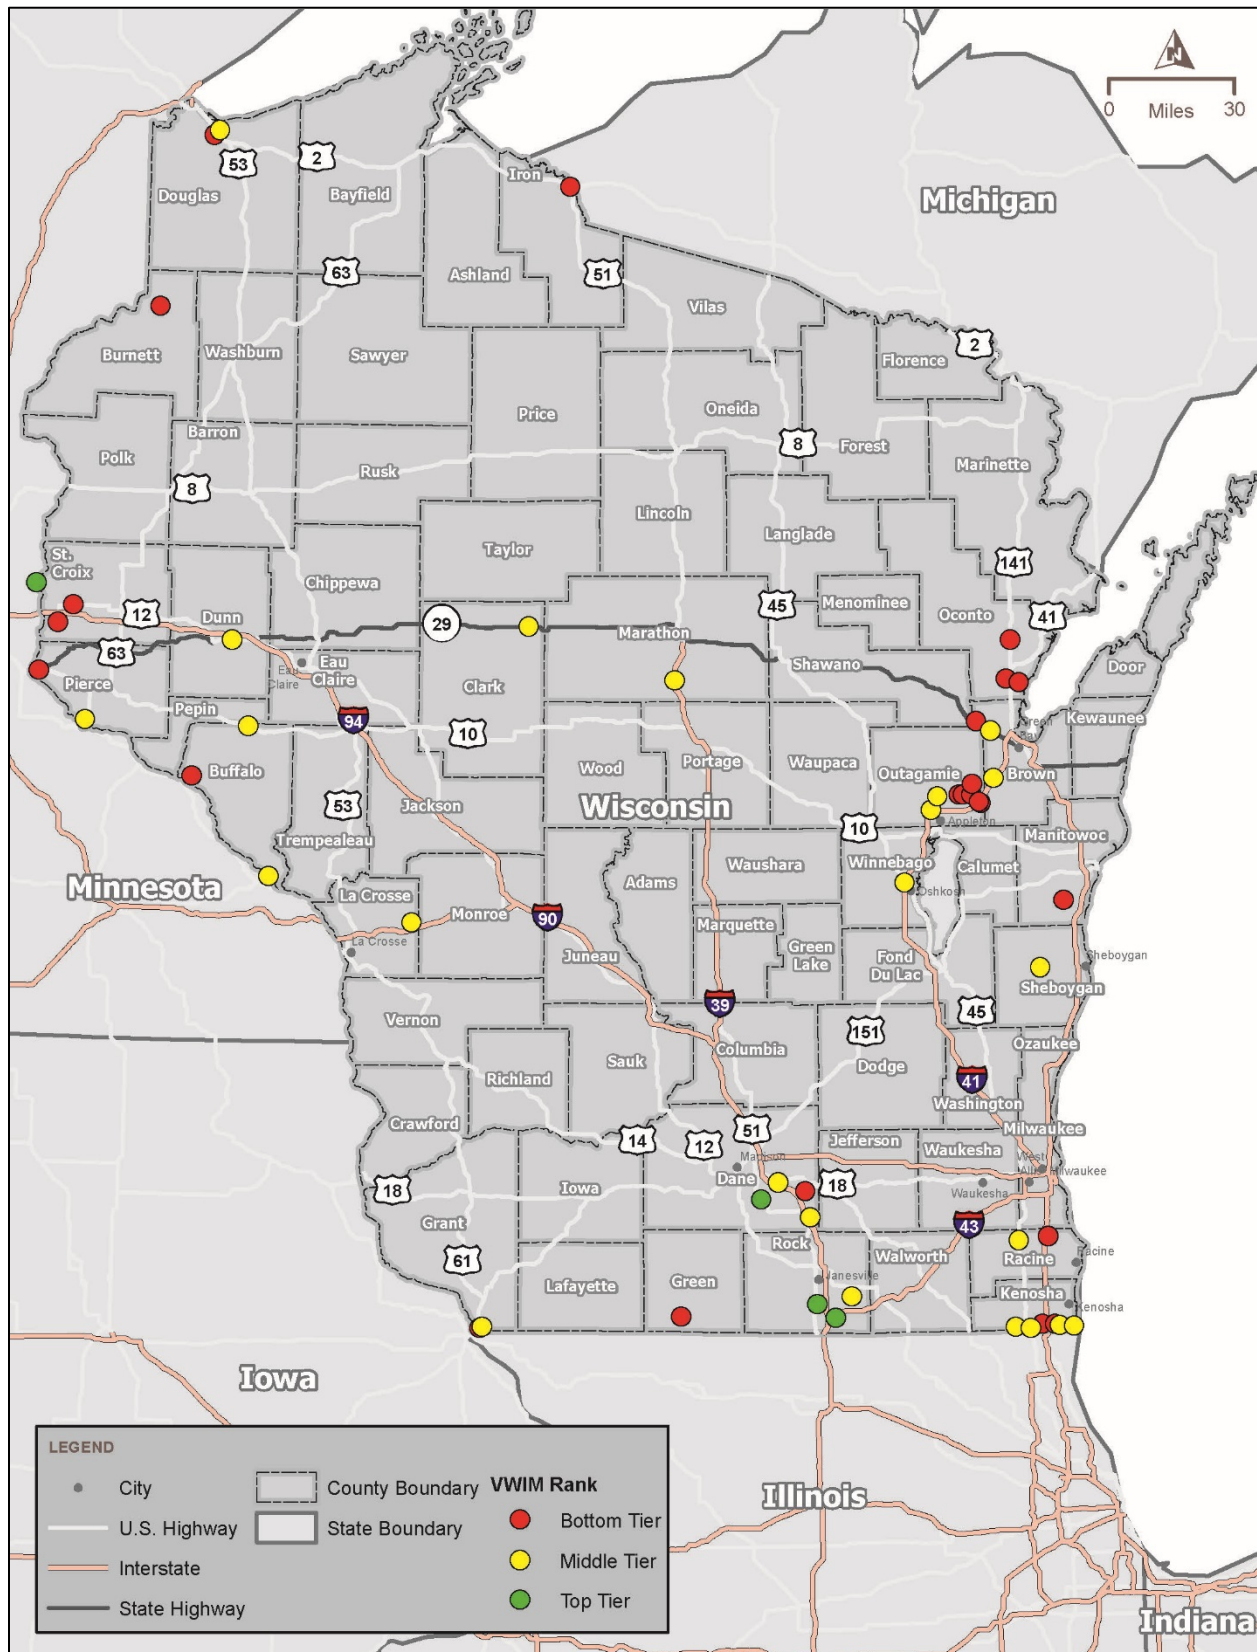 N
0 Miles 30
Michigan
53
2
Douglas
Bayfield
Iron
63
Ashland
51
Vilas
Burnett
Washburn
Sawyer
2
Florence
Price
Oneida
Barron
8
Forest
Polk
Rusk
Marinette
8
Lincoln
Langlade
Taylor
St.
Croix
Chippewa
141
12
Dunn
45
Menominee
Oconto
41
29
Marathon
63
Eau
Claire
Eau
Claire
Shawano
Door
Pierce
Clark
Pepin
94
10
Kewaunee
Green
Bay
Buffalo
Wood
Portage
Waupaca
Outagamie
Brown
53
Jackson
Wisconsin
Appleton
Trempealeau
10
Manitowoc
Winnebago
Calumet
Waushara
Minnesota
La Crosse
Adams
Oshkosh
Monroe
90
Marquette
La Crosse
Juneau
Green
Lake
Fond
Du Lac
Sheboygan
Sheboygan
39
45
Vernon
151
Columbia
Ozaukee
Sauk
Dodge
Richland
41
Washington
Crawford
51
Milwaukee
14
12
Jefferson
Waukesha
Madison
West
Allis
Milwaukee
Dane
18
18
Iowa
Waukesha
Grant
43
Rock
Walworth
Racine
Racine
61
Lafayette
Green
Janesville
Kenosha
Kenosha
Iowa
Illinois
Indiana
LEGEND
City
County Boundary
VWIM Rank
U.S. Highway
State Boundary
Bottom Tier
Interstate
Middle Tier
State Highway
Top Tier